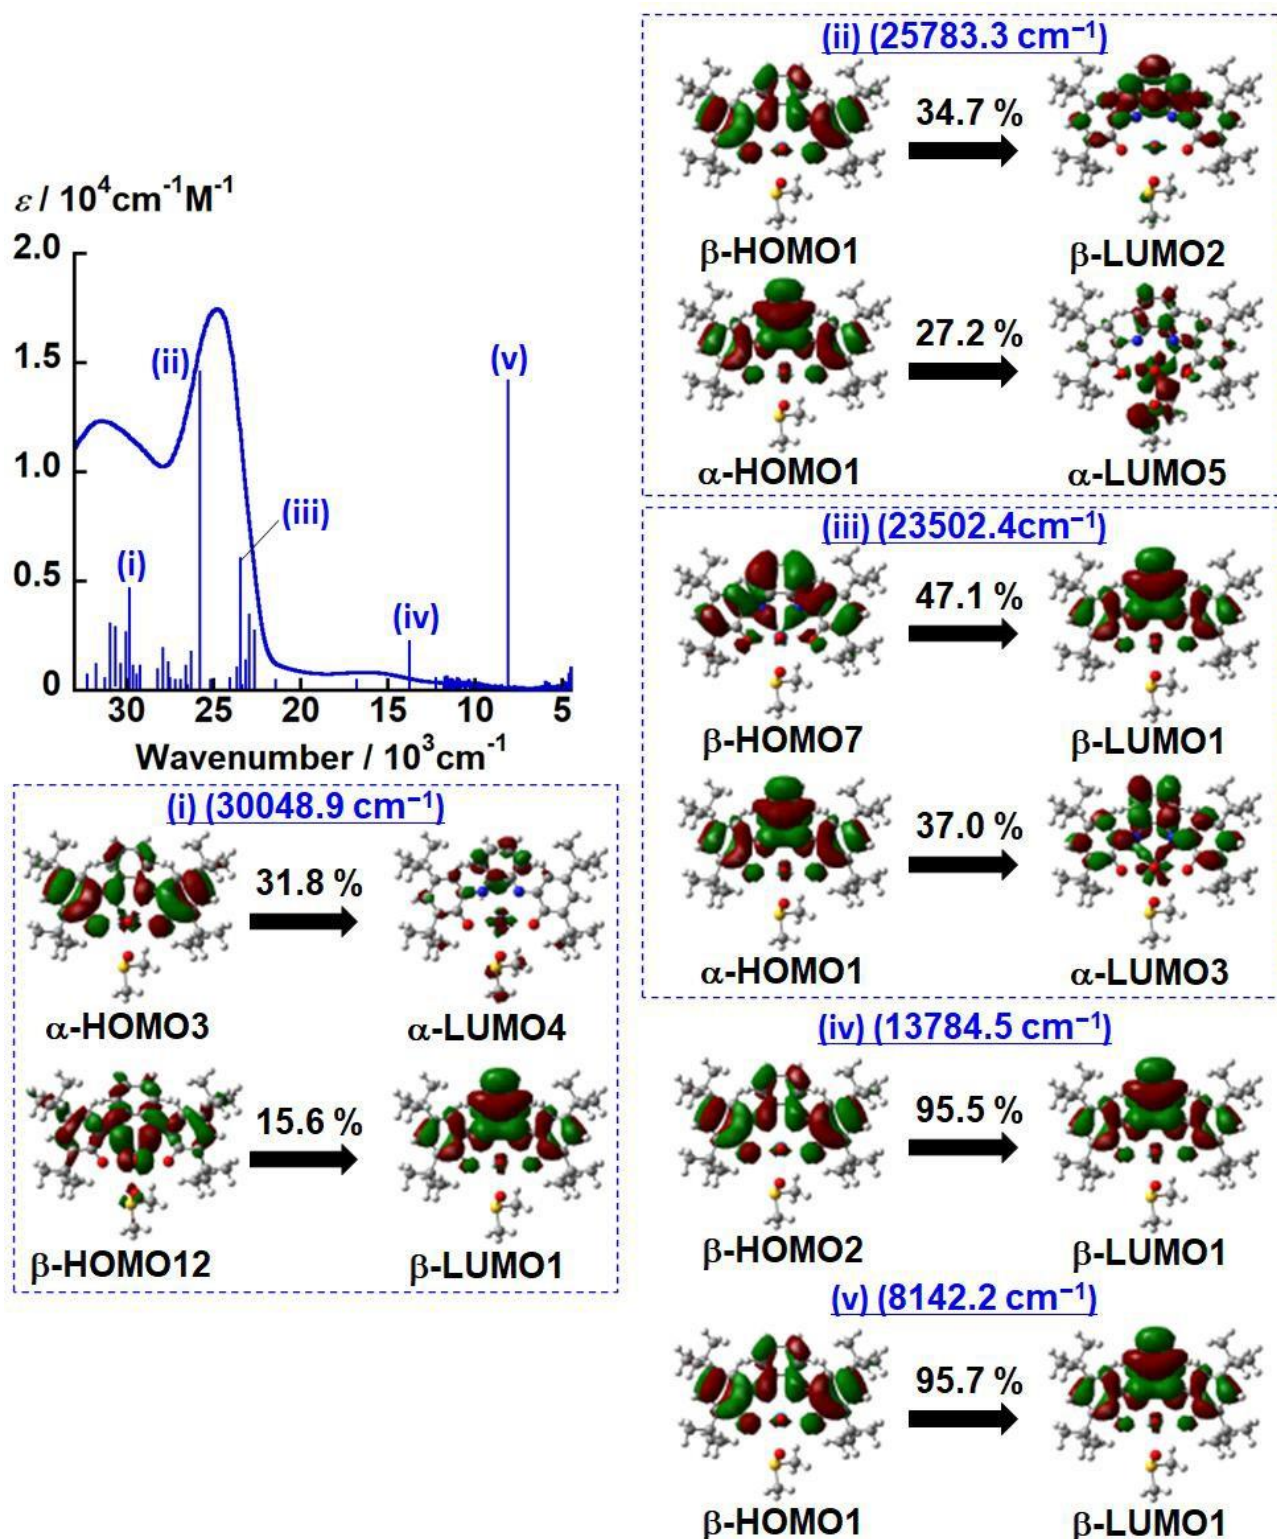 ε / 10⁴cm⁻¹M⁻¹
2.0
1.5
1.0
0.5
0
(i)
(ii)
(iii)
(iv)
(v)
30 25 20 15 10 5
Wavenumber / 10³cm⁻¹
(i) (30048.9 cm⁻¹)
31.8 %
α-HOMO3 α-LUMO4
15.6 %
β-HOMO12 β-LUMO1
(ii) (25783.3 cm⁻¹)
34.7 %
β-HOMO1 β-LUMO2
27.2 %
α-HOMO1 α-LUMO5
(iii) (23502.4cm⁻¹)
47.1 %
β-HOMO7 β-LUMO1
37.0 %
α-HOMO1 α-LUMO3
(iv) (13784.5 cm⁻¹)
95.5 %
β-HOMO2 β-LUMO1
(v) (8142.2 cm⁻¹)
95.7 %
β-HOMO1 β-LUMO1